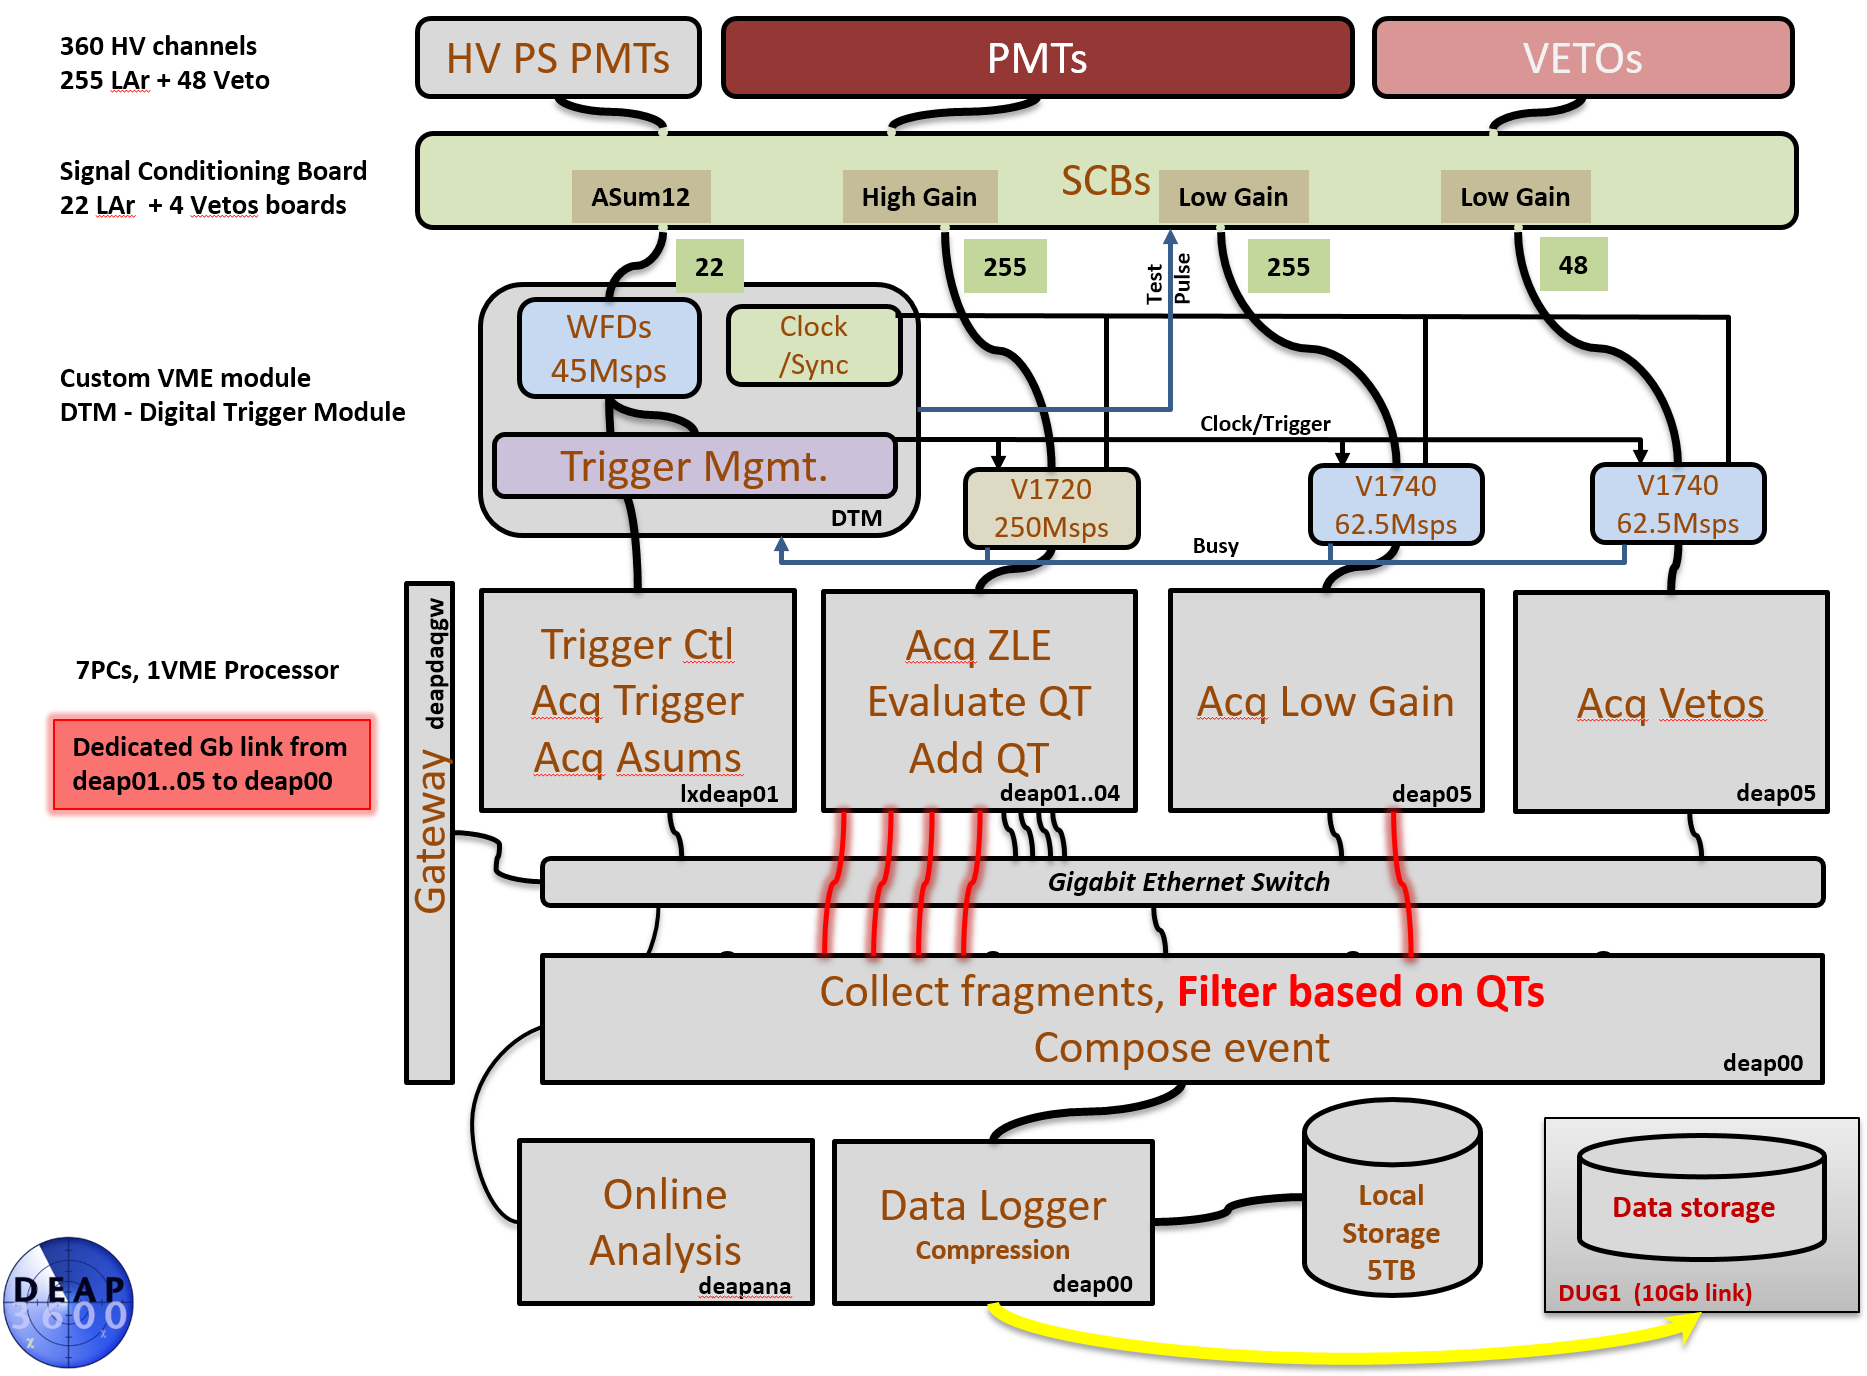 360 HV channels
255 LAr + 48 Veto
HV PS PMTs
PMTs
VETOs
Signal Conditioning Board
22 LAr + 4 Vetos boards
SCBs
ASum12
High Gain
Low Gain
Low Gain
22
255
255
48
Test
Pulse
WFDs
45Msps
Clock
/Sync
Custom VME module
DTM - Digital Trigger Module
Clock/Trigger
Trigger Mgmt.
DTM
V1720
250Msps
V1740
62.5Msps
V1740
62.5Msps
Busy
7PCs, 1VME Processor
Dedicated Gb link from
deap01..05 to deap00
Gateway
deapdaqgw
Trigger Ctl
Acq Trigger
Acq Asums
lxdeap01
Acq ZLE
Evaluate QT
Add QT
deap01..04
Acq Low Gain
deap05
Acq Vetos
deap05
Gigabit Ethernet Switch
Collect fragments, Filter based on QTs
Compose event
deap00
Online
Analysis
deapana
Data Logger
Compression
deap00
Local
Storage
5TB
Data storage
DUG1 (10Gb link)
DEAP
3600